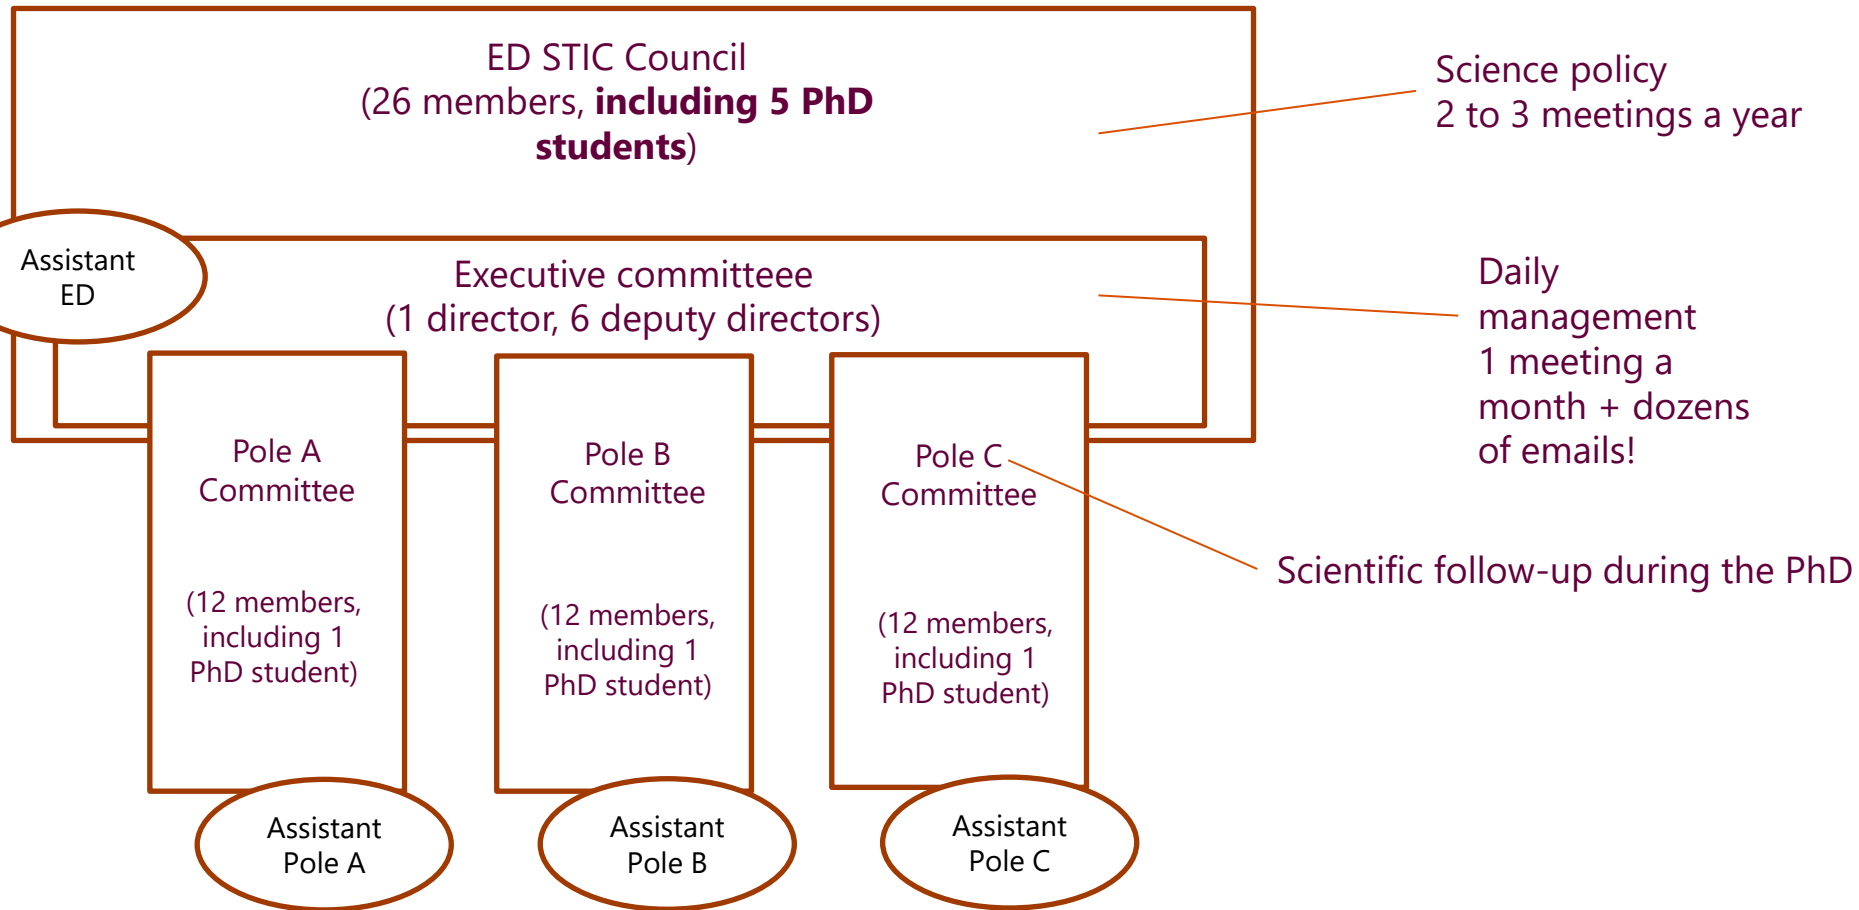 ED STIC Council
(26 members, including 5 PhD
students)
Science policy
2 to 3 meetings a year
Assistant
ED
Executive committeee
(1 director, 6 deputy directors)
Daily
management
1 meeting a
month + dozens
of emails!
Pole A
Committee
(12 members,
including 1
PhD student)
Pole B
Committee
(12 members,
including 1
PhD student)
Pole C
Committee
(12 members,
including 1
PhD student)
Scientific follow-up during the PhD
Assistant
Pole A
Assistant
Pole B
Assistant
Pole C